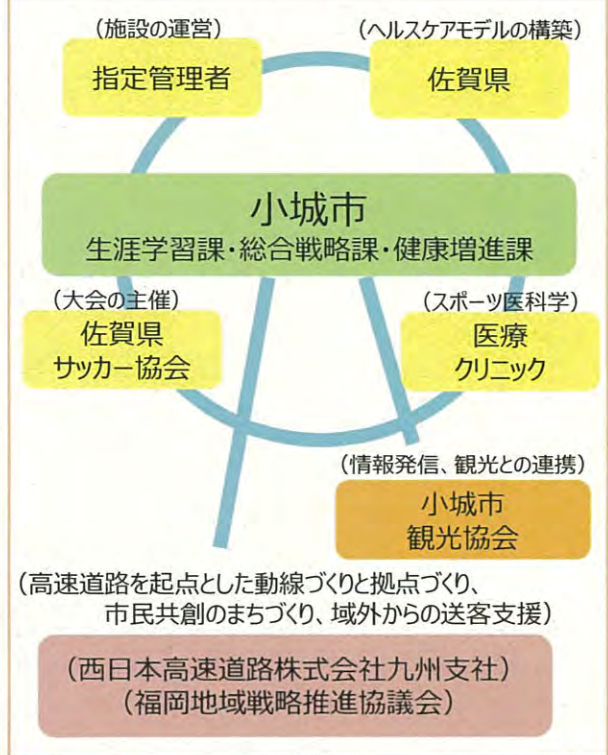 (施設の運営)
指定管理者
(ヘルスケアモデルの構築)
佐賀県
小城市
生涯学習課・総合戦略課・健康増進課
(大会の主催)
佐賀県
サッカー協会
(スポーツ医科学)
医療
クリニック
(情報発信、観光との連携)
小城市
観光協会
(高速道路を起点とした動線づくりと拠点づくり、
市民共創のまちづくり、域外からの送客支援)
(西日本高速道路株式会社九州支社)
(福岡地域戦略推進協議会)